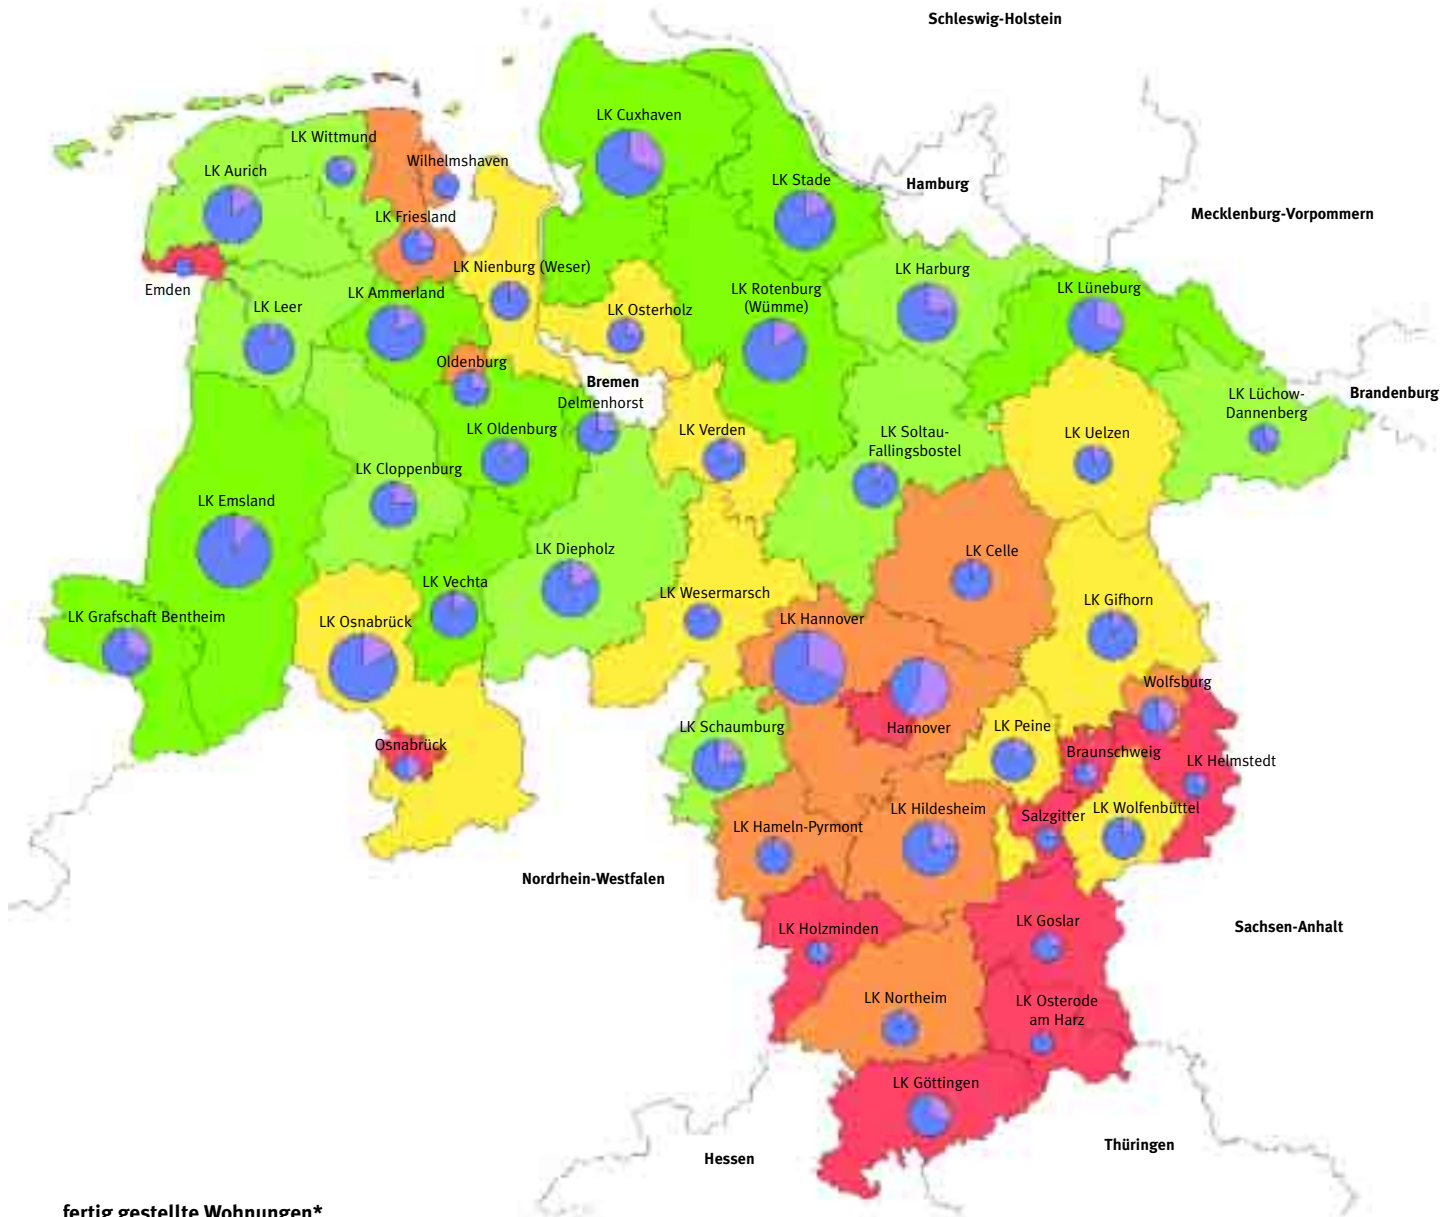 Schleswig-Holstein
LK Cuxhaven
LK Wittmund
Wilhelmshaven
LK Aurich
LK Stade
Hamburg
Mecklenburg-Vorpommern
LK Friesland
LK Nienburg (Weser)
LK Harburg
Emden
LK Ammerland
LK Rotenburg
(Wümme)
LK Lüneburg
LK Leer
LK Osterholz
Oldenburg
Bremen
Delmenhorst
LK Lüchow-
Dannenberg
Brandenburg
LK Oldenburg
LK Verden
LK Soltau-
Fallingsbostel
LK Uelzen
LK Cloppenburg
LK Emsland
LK Diepholz
LK Celle
LK Vechta
LK Wesermarsch
LK Gifhorn
LK Grafschaft Bentheim
LK Osnabrück
LK Hannover
Wolfsburg
LK Schaumburg
Hannover
LK Peine
Osnabrück
Braunschweig
LK Helmstedt
LK Hildesheim
LK Wolfenbüttel
Salzgitter
LK Hameln-Pyrmont
Nordrhein-Westfalen
LK Holzminden
LK Goslar
Sachsen-Anhalt
LK Northeim
LK Osterode
am Harz
LK Göttingen
Hessen
Thüringen
fertig gestellte Wohnungen*